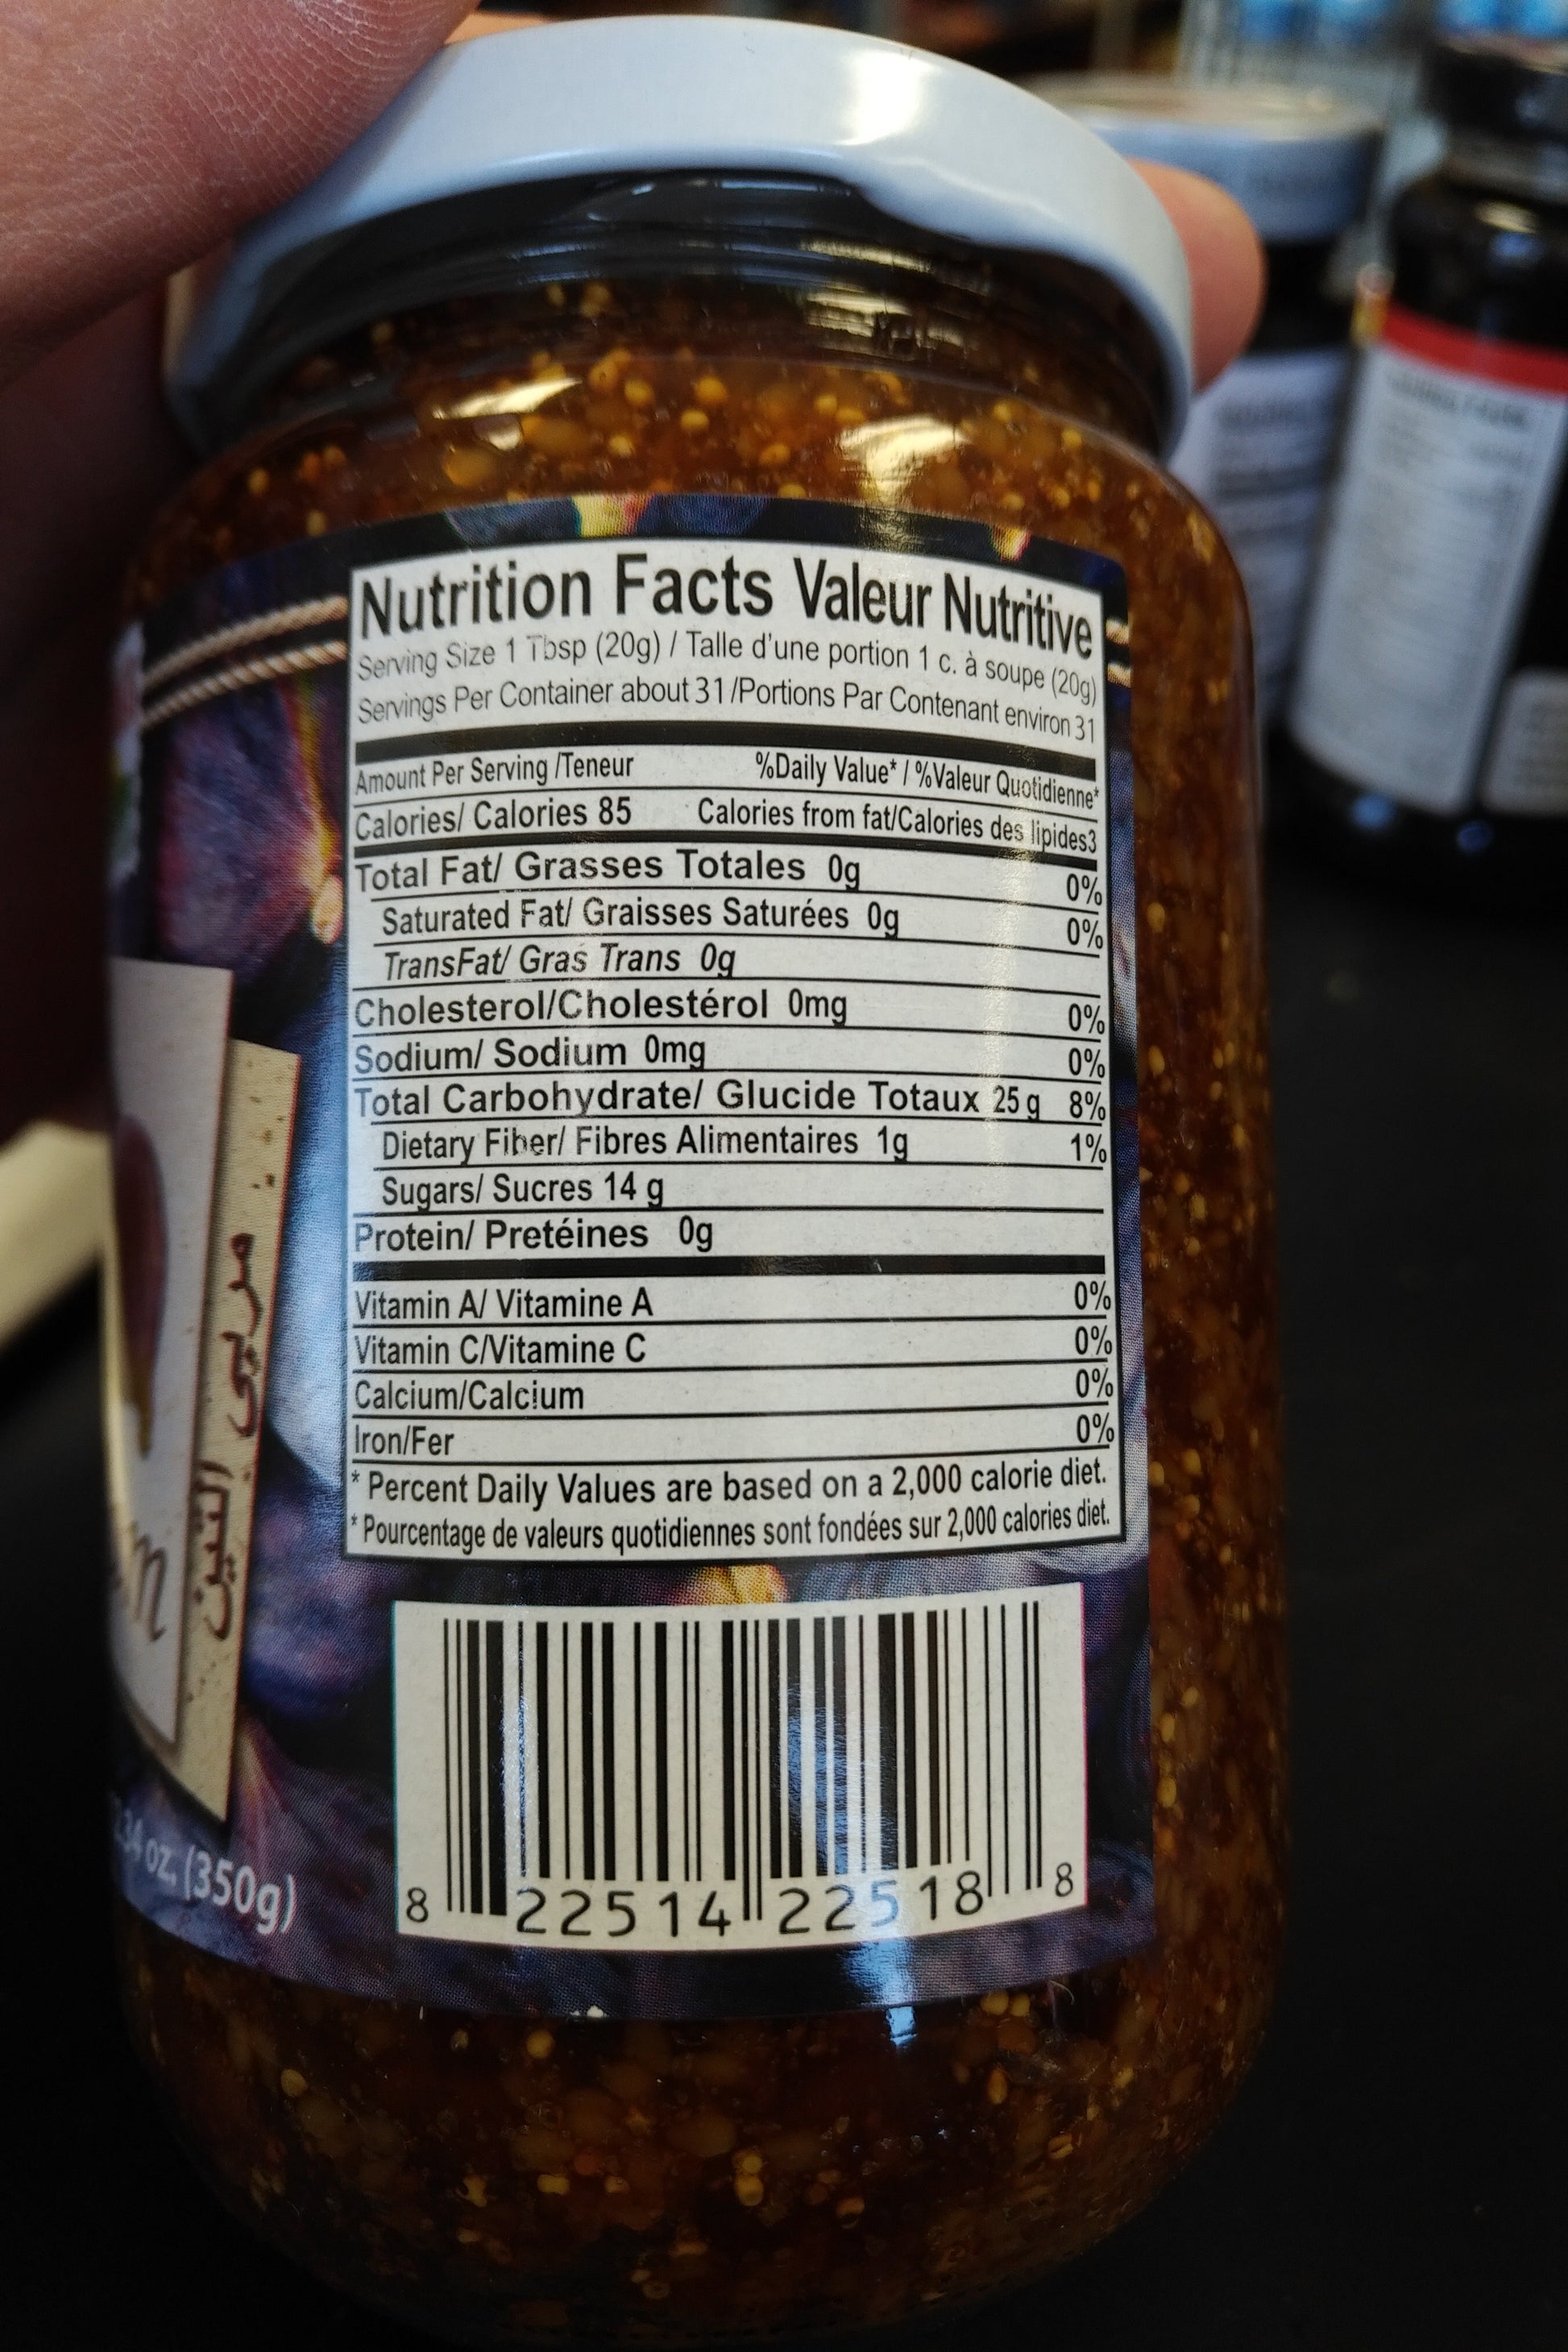 Nutrition Facts Valeur Nutritive
Serving Size 1 Tbsp (20g) / Talle d'une portion 1 c. à soupe (20g)
Servings Per Container about 31/Portions Par Contenant environ 31
Amount Per Serving /Teneur %Daily Value* / %Valeur Quotidienne*
Calories/ Calories 85 Calories from fat/Calories des lipides3
Total Fat/ Grasses Totales 0g 0%
Saturated Fat/ Graisses Saturées 0g 0%
TransFat/ Gras Trans 0g
Cholesterol/Cholestérol 0mg 0%
Sodium/ Sodium 0mg 0%
Total Carbohydrate/ Glucide Totaux 25 g 8%
Dietary Fiber/ Fibres Alimentaires 1g 1%
Sugars/ Sucres 14 g
Protein/ Pretéines 0g
Vitamin A/ Vitamine A 0%
Vitamin C/Vitamine C 0%
Calcium/Calcium 0%
Iron/Fer 0%
* Percent Daily Values are based on a 2,000 calorie diet.
* Pourcentage de valeurs quotidiennes sont fondées sur 2,000 calories diet.
مربى التين
oz. (350g)
8 22514 22518 8